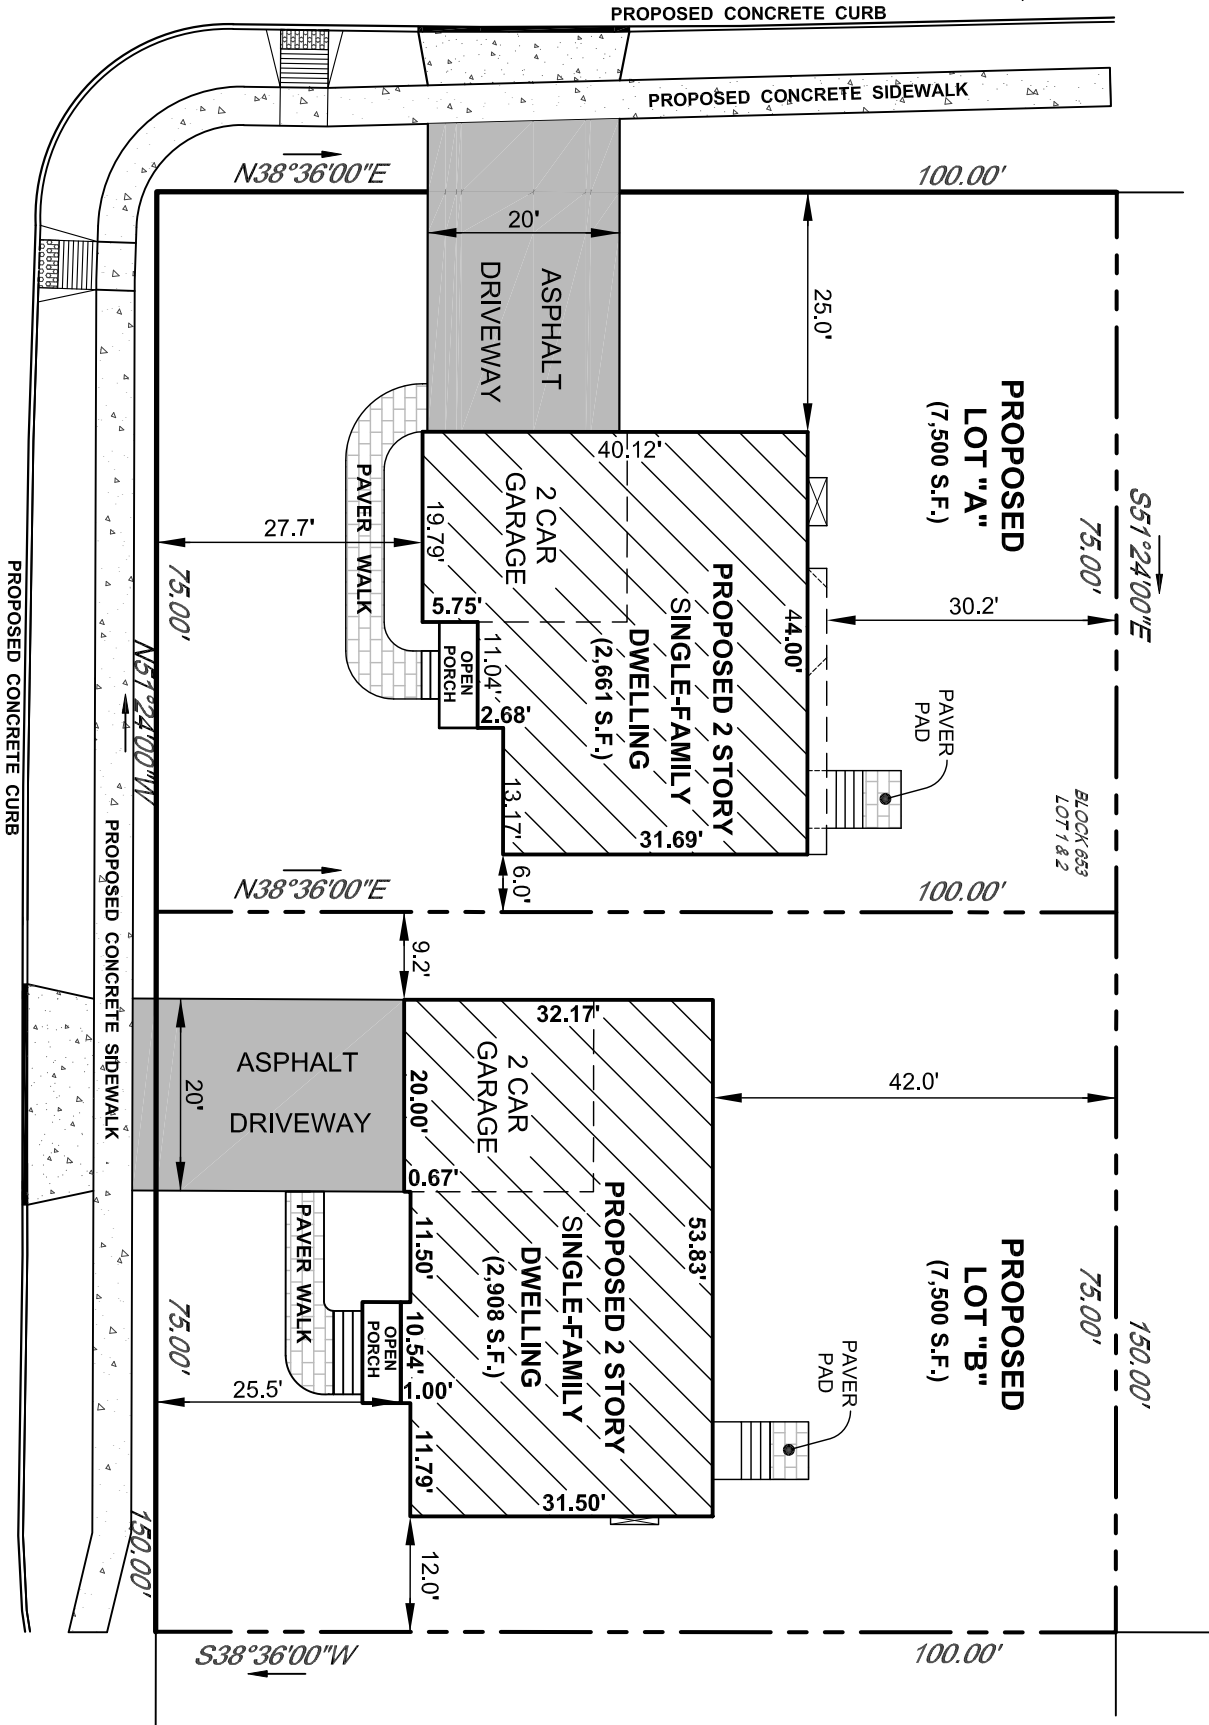 PROPOSED CONCRETE CURB
PROPOSED CONCRETE SIDEWALK
N38°36'00"E
100.00'
20'
ASPHALT
DRIVEWAY
25.0'
PROPOSED
LOT "A"
(7,500 S.F.)
S51°24'00"E
75.00'
40.12'
2 CAR
GARAGE
19.79'
PAVER WALK
27.7'
75.00'
5.75'
11.04'
OPEN
PORCH
2.68'
13.17'
PROPOSED 2 STORY
SINGLE-FAMILY
DWELLING
(2,661 S.F.)
44.00'
30.2'
PAVER
PAD
31.69'
6.0'
BLOCK 653
LOT 1 & 2
N51°24'00"W
PROPOSED CONCRETE CURB
PROPOSED CONCRETE SIDEWALK
N38°36'00"E
100.00'
9.2'
32.17'
2 CAR
GARAGE
20.00'
0.67'
ASPHALT
DRIVEWAY
20'
42.0'
PROPOSED 2 STORY
SINGLE-FAMILY
DWELLING
(2,908 S.F.)
53.83'
PROPOSED
LOT "B"
(7,500 S.F.)
75.00'
150.00'
11.50'
PAVER WALK
OPEN
PORCH
10.54'
1.00'
75.00'
25.5'
11.79'
31.50'
PAVER
PAD
12.0'
150.00'
S38°36'00"W
100.00'